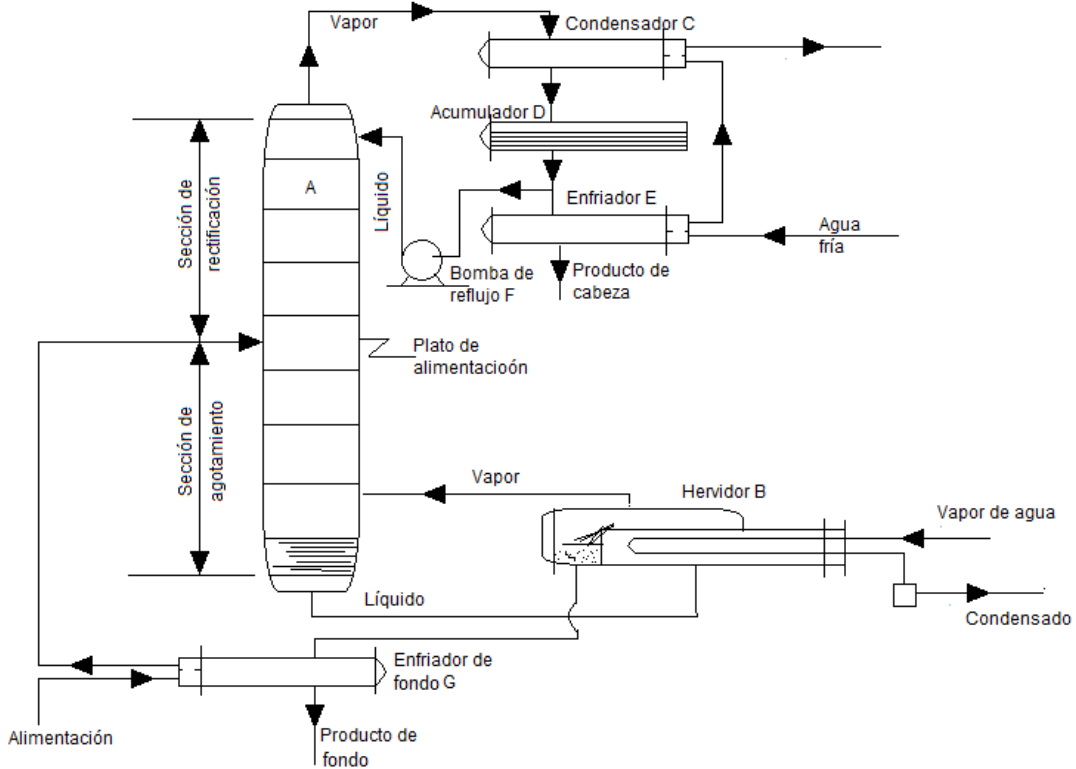 Vapor
Condensador C
Acumulador D
Sección de
rectificación
A
Líquido
Enfriador E
Agua
fría
Bomba de
reflujo F
Producto de
cabeza
Plato de
alimentacioón
Sección de
agotamiento
Vapor
Hervidor B
Vapor de agua
Líquido
Condensado
Enfriador de
fondo G
Alimentación
Producto de
fondo